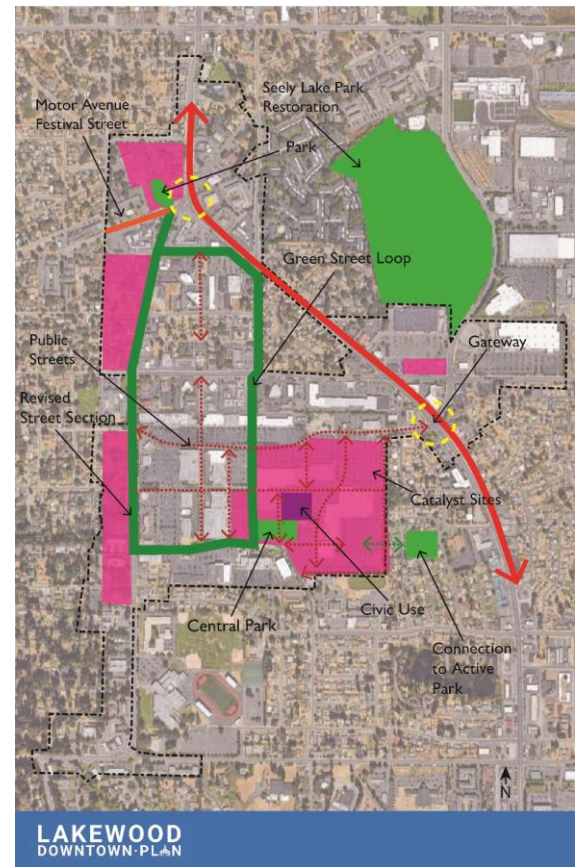 Seely Lake Park
Restoration
Motor Avenue
Festival Street
Park
Green Street Loop
Public
Streets
Gateway
Revised
Street Section
Catalyst Sites
Central Park
Civic Use
Connection
to Active
Park
N
LAKEWOOD
DOWNTOWN·PLAN